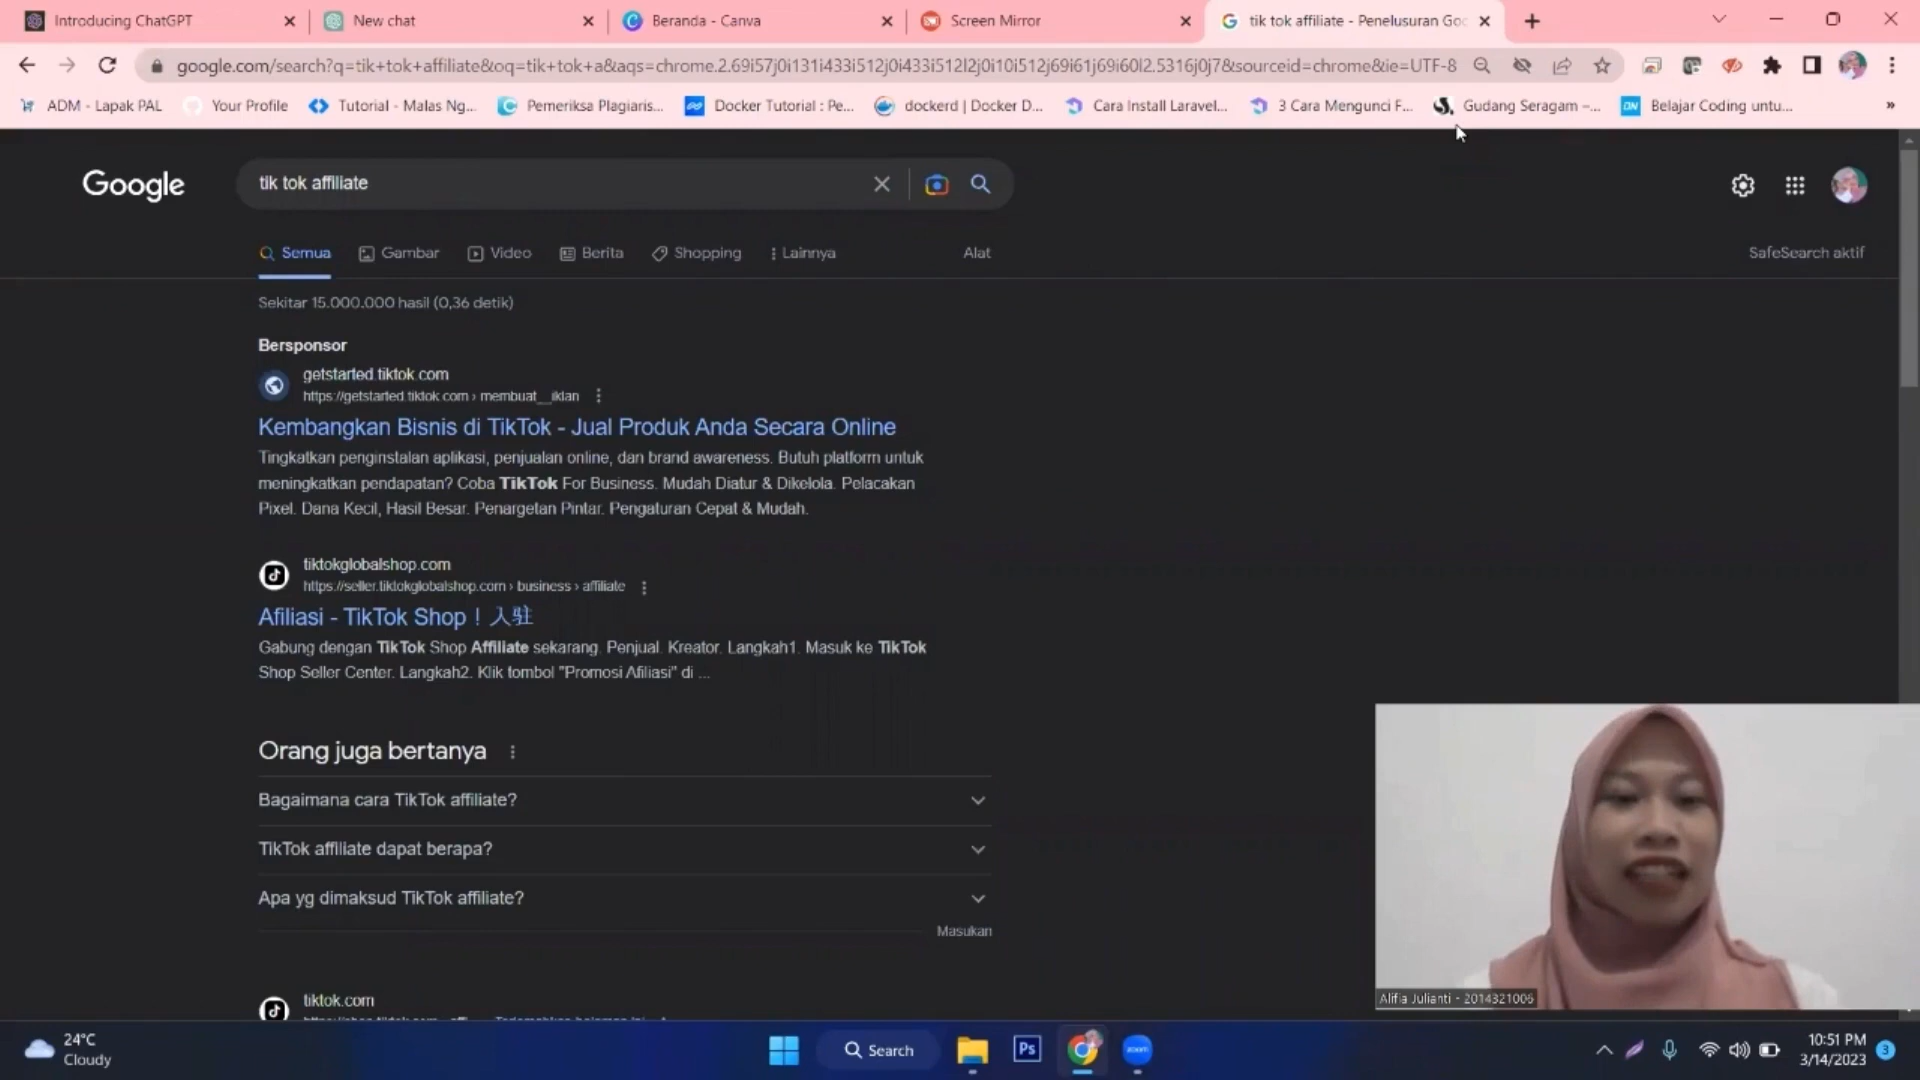 Introducing ChatGPT
New chat
Beranda - Canva
Screen Mirror
tik tok affiliate - Penelusuran Goo
google.com/search?q=tik+tok+affiliate&oq=tik+tok+a&aqs=chrome.2.69i57j0i131i433i512j0i433i512l2j0i10i512j69i61j69i60l2.5316j0j7&sourceid=chrome&ie=UTF-8
ADM - Lapak PAL
Your Profile
Tutorial - Malas Ng...
Pemeriksa Plagiaris...
Docker Tutorial : Pe...
dockerd | Docker D...
Cara Install Laravel...
3 Cara Mengunci F...
Gudang Seragam –...
DN
Belajar Coding untu...
»
Google
tik tok affiliate
Semua
Gambar
Video
Berita
Shopping
Lainnya
Alat
SafeSearch aktif
Sekitar 15.000.000 hasil (0,36 detik)
Bersponsor
getstarted.tiktok.com
https://getstarted.tiktok.com › membuat__iklan
Kembangkan Bisnis di TikTok - Jual Produk Anda Secara Online
Tingkatkan penginstalan aplikasi, penjualan online, dan brand awareness. Butuh platform untuk
meningkatkan pendapatan? Coba TikTok For Business. Mudah Diatur & Dikelola. Pelacakan
Pixel. Dana Kecil, Hasil Besar. Penargetan Pintar. Pengaturan Cepat & Mudah.
tiktokglobalshop.com
https://seller.tiktokglobalshop.com › business › affiliate
Afiliasi - TikTok Shop！入驻
Gabung dengan TikTok Shop Affiliate sekarang. Penjual. Kreator. Langkah1. Masuk ke TikTok
Shop Seller Center. Langkah2. Klik tombol "Promosi Afiliasi" di ...
Orang juga bertanya
Bagaimana cara TikTok affiliate?
TikTok affiliate dapat berapa?
Apa yg dimaksud TikTok affiliate?
Masukan
tiktok.com
Alifia Julianti - 2014321006
24°C
Cloudy
Search
Ps
zoom
10:51 PM
3/14/2023
3